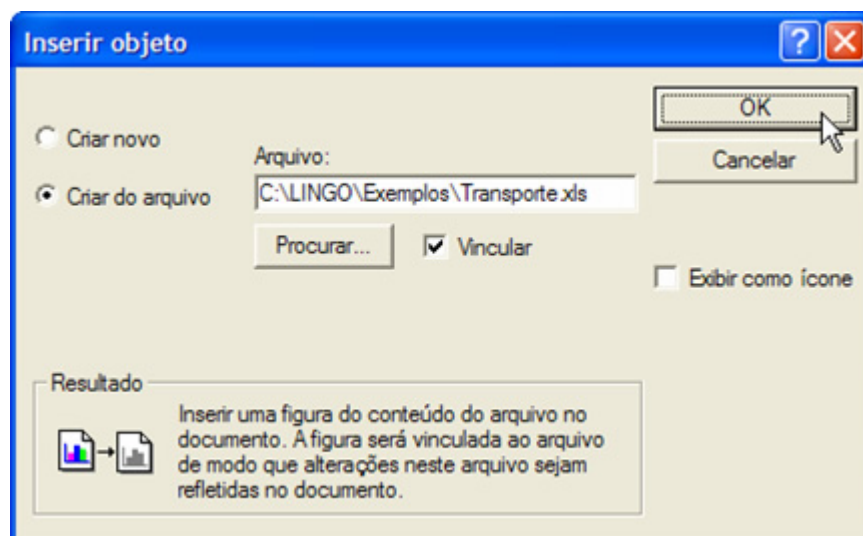 Inserir objeto
Criar novo
Criar do arquivo
Arquivo:
C:\LINGO\Exemplos\Transporte.xls
Procurar...
Vincular
OK
Cancelar
Exibir como ícone
Resultado
Inserir uma figura do conteúdo do arquivo no
documento. A figura será vinculada ao arquivo
de modo que alterações neste arquivo sejam
refletidas no documento.